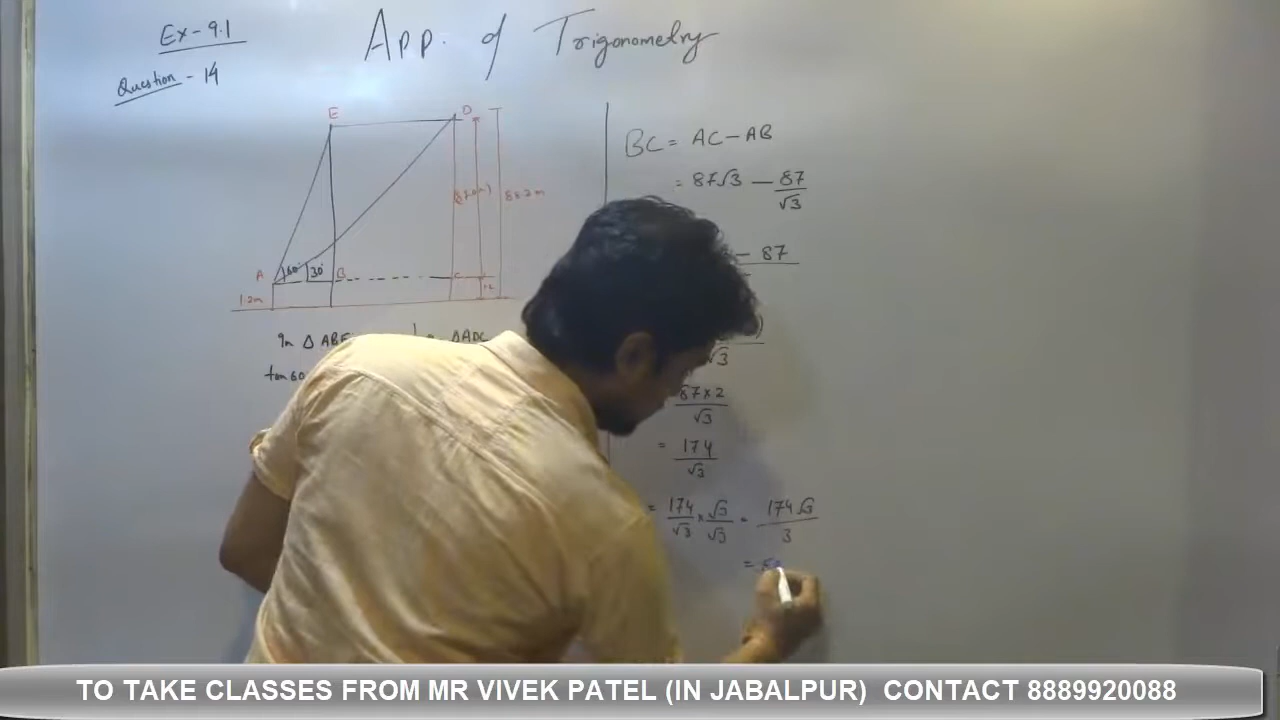 Ex-9.1
App. of Trigonometry
Question - 14
E
D
88.2m
A
60°
30°
B
C
1.2m
In △ ABE
△ADC
tan 60
BC = AC - AB
= 87√3 - 87/√3
- 87
√3
87×2/√3
= 174/√3
= 174/√3 × √3/√3 = 174√3/3
= 58
TO TAKE CLASSES FROM MR VIVEK PATEL (IN JABALPUR) CONTACT 8889920088